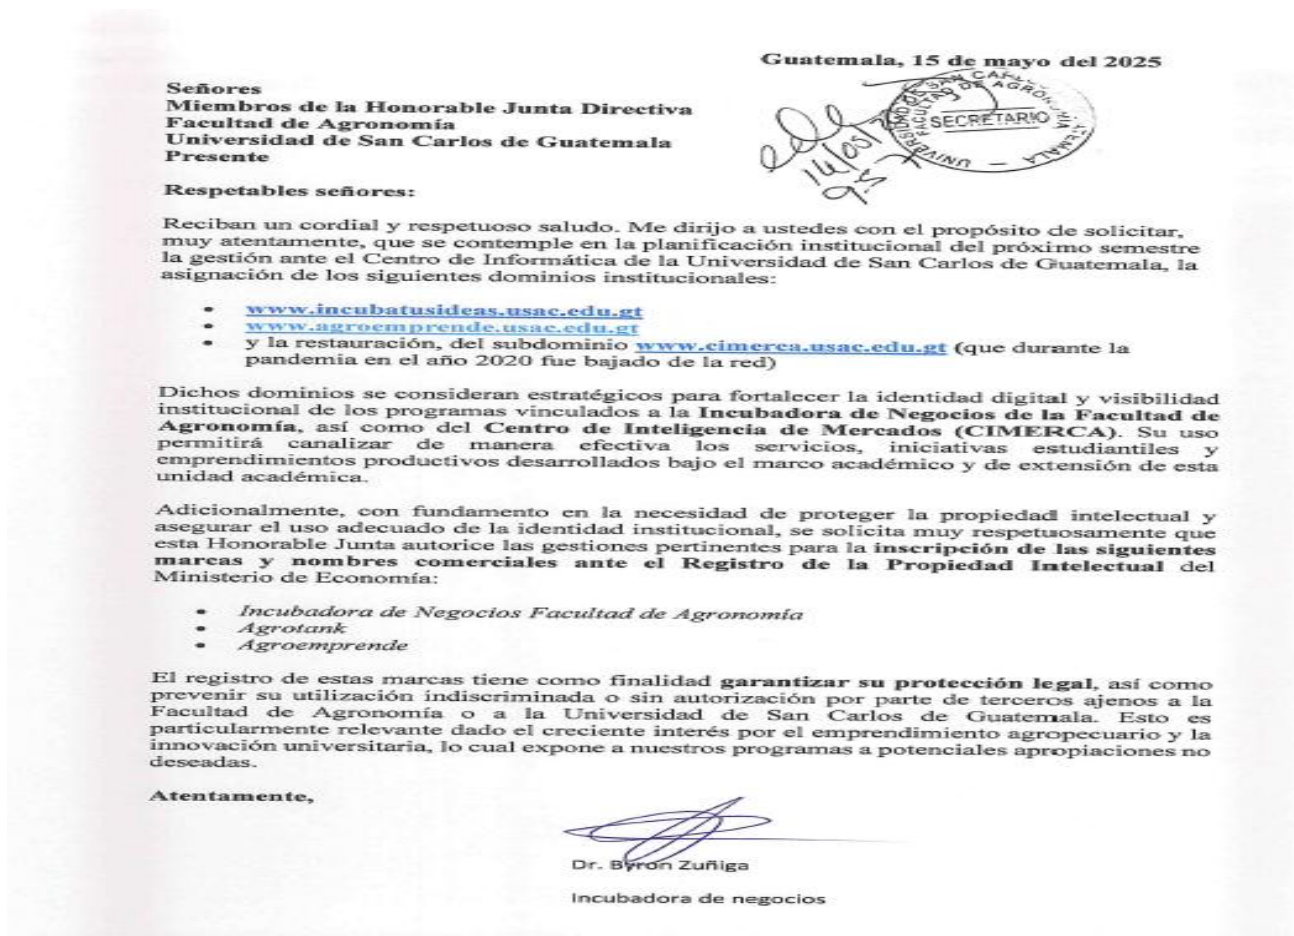 Guatemala, 15 de mayo del 2025
Señores
Miembros de la Honorable Junta Directiva
Facultad de Agronomía
Universidad de San Carlos de Guatemala
Presente
SECRETARIO
Respetables señores:
Reciban un cordial y respetuoso saludo. Me dirijo a ustedes con el propósito de solicitar,
muy atentamente, que se contemple en la planificación institucional del próximo semestre
la gestión ante el Centro de Informática de la Universidad de San Carlos de Guatemala, la
asignación de los siguientes dominios institucionales:
• www.incubatusideas.usac.edu.gt
• www.agroemprende.usac.edu.gt
• y la restauración, del subdominio www.cimerca.usac.edu.gt (que durante la
pandemia en el año 2020 fue bajado de la red)
Dichos dominios se consideran estratégicos para fortalecer la identidad digital y visibilidad
institucional de los programas vinculados a la Incubadora de Negocios de la Facultad de
Agronomía, así como del Centro de Inteligencia de Mercados (CIMERCA). Su uso
permitirá canalizar de manera efectiva los servicios, iniciativas estudiantiles y
emprendimientos productivos desarrollados bajo el marco académico y de extensión de esta
unidad académica.
Adicionalmente, con fundamento en la necesidad de proteger la propiedad intelectual y
asegurar el uso adecuado de la identidad institucional, se solicita muy respetuosamente que
esta Honorable Junta autorice las gestiones pertinentes para la inscripción de las siguientes
marcas y nombres comerciales ante el Registro de la Propiedad Intelectual del
Ministerio de Economía:
• Incubadora de Negocios Facultad de Agronomía
• Agrotank
• Agroemprende
El registro de estas marcas tiene como finalidad garantizar su protección legal, así como
prevenir su utilización indiscriminada o sin autorización por parte de terceros ajenos a la
Facultad de Agronomía o a la Universidad de San Carlos de Guatemala. Esto es
particularmente relevante dado el creciente interés por el emprendimiento agropecuario y la
innovación universitaria, lo cual expone a nuestros programas a potenciales apropiaciones no
deseadas.
Atentamente,
Dr. Byron Zuñiga
Incubadora de negocios